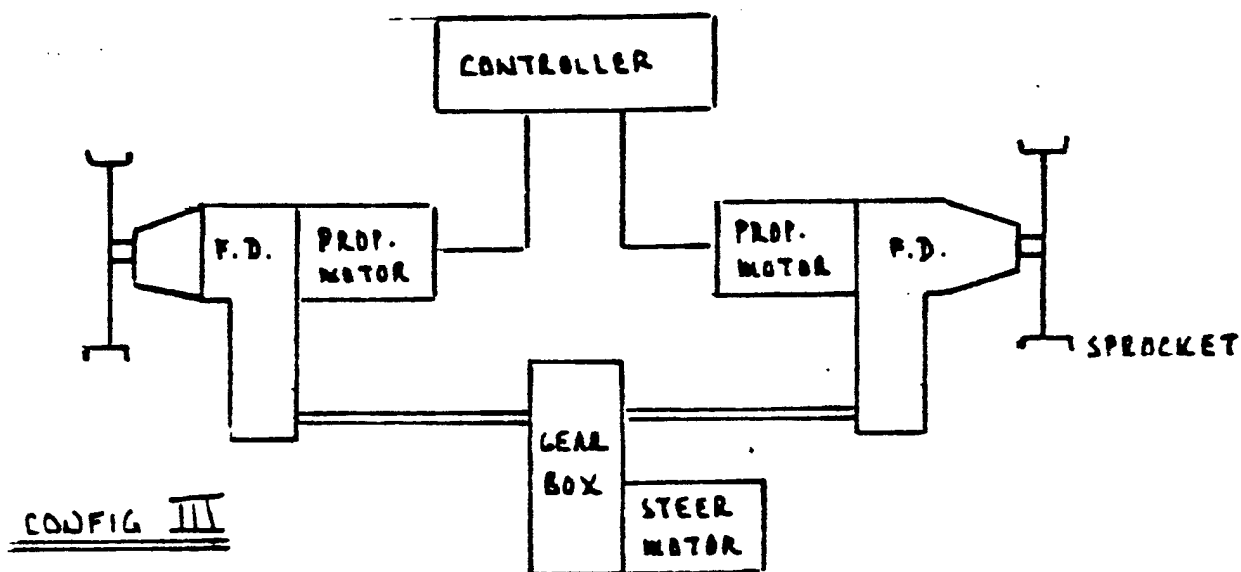 CONTROLLER
F.D.
PROP.
MOTOR
PROP.
MOTOR
F.D.
SPROCKET
GEAR
BOX
STEER
MOTOR
CONFIG III